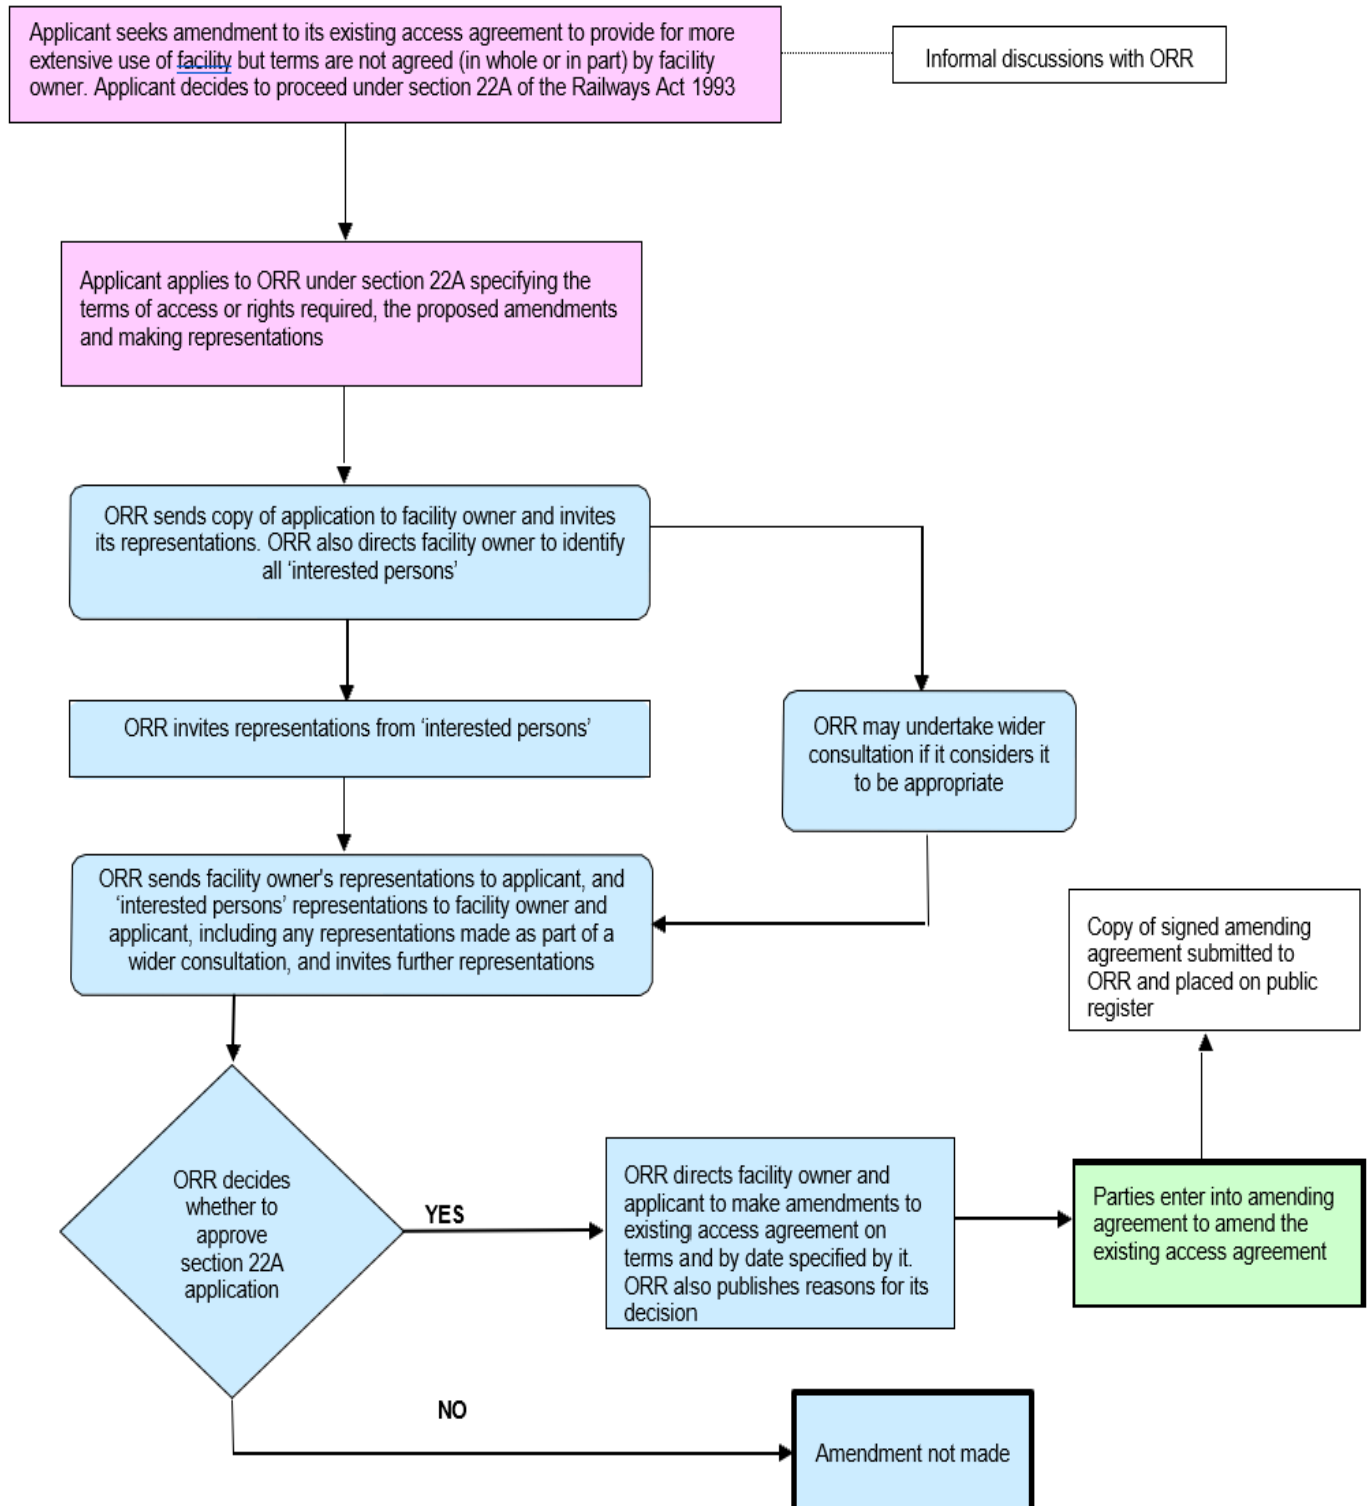 Applicant seeks amendment to its existing access agreement to provide for more
extensive use of facility but terms are not agreed (in whole or in part) by facility
owner. Applicant decides to proceed under section 22A of the Railways Act 1993
Informal discussions with ORR
Applicant applies to ORR under section 22A specifying the
terms of access or rights required, the proposed amendments
and making representations
ORR sends copy of application to facility owner and invites
its representations. ORR also directs facility owner to identify
all ‘interested persons’
ORR invites representations from ‘interested persons’
ORR may undertake wider
consultation if it considers it
to be appropriate
ORR sends facility owner's representations to applicant, and
‘interested persons’ representations to facility owner and
applicant, including any representations made as part of a
wider consultation, and invites further representations
Copy of signed amending
agreement submitted to
ORR and placed on public
register
ORR decides
whether to
approve
section 22A
application
YES
ORR directs facility owner and
applicant to make amendments to
existing access agreement on
terms and by date specified by it.
ORR also publishes reasons for its
decision
Parties enter into amending
agreement to amend the
existing access agreement
NO
Amendment not made